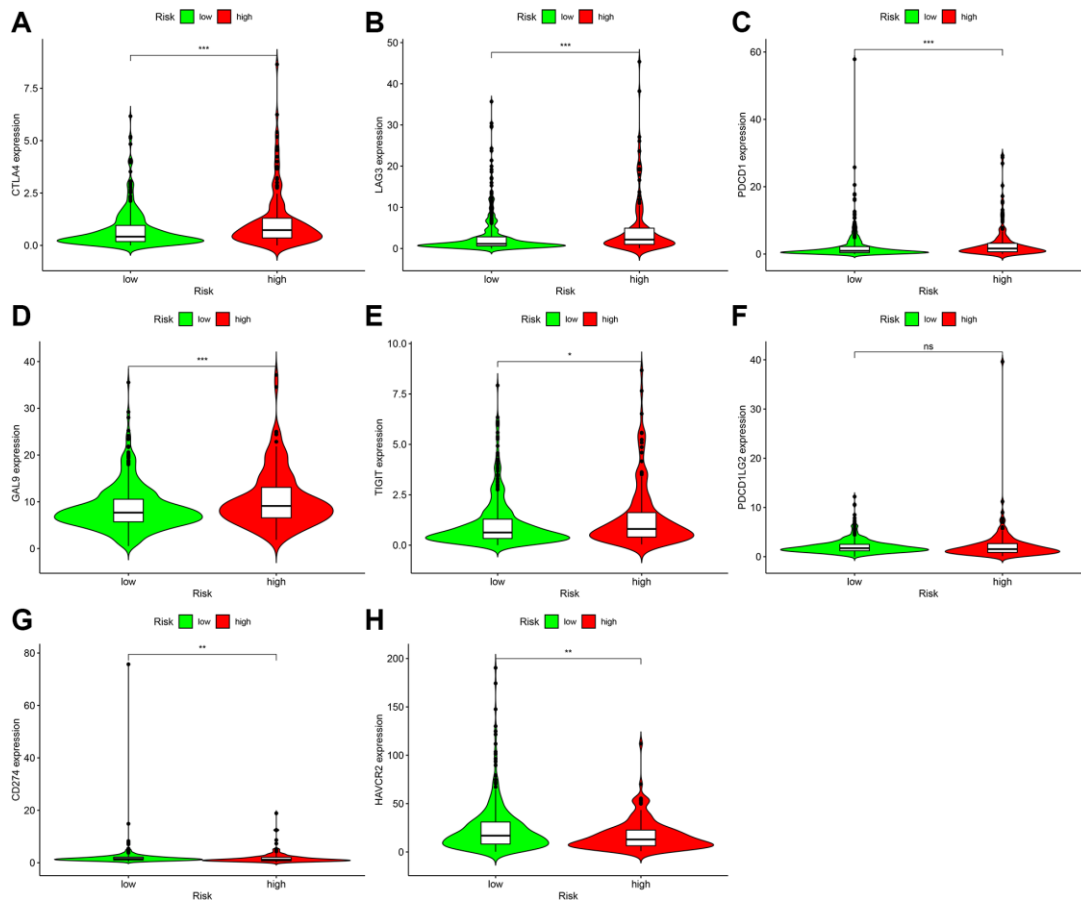 A
Risk low high
***
CTLA4 expression
7.5
5.0
2.5
0.0
low high
Risk
B
Risk low high
***
LAG3 expression
50
40
30
20
10
0
low high
Risk
C
Risk low high
***
PDCD1 expression
60
40
20
0
low high
Risk
D
Risk low high
***
GAL9 expression
40
30
20
10
0
low high
Risk
E
Risk low high
*
TIGIT expression
10.0
7.5
5.0
2.5
0.0
low high
Risk
F
Risk low high
ns
PDCD1LG2 expression
40
30
20
10
0
low high
Risk
G
Risk low high
**
CD274 expression
80
60
40
20
0
low high
Risk
H
Risk low high
**
HAVCR2 expression
200
150
100
50
0
low high
Risk